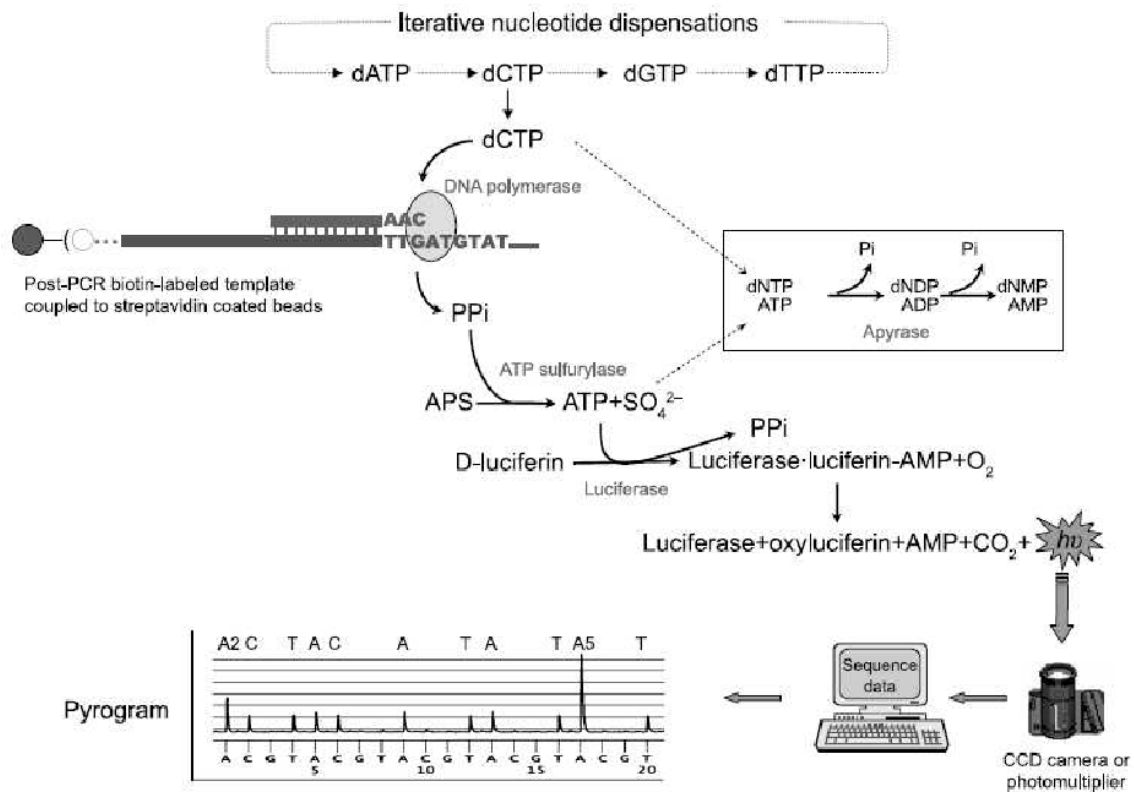 Iterative nucleotide dispensations
dATP dCTP dGTP dTTP
dCTP
DNA polymerase
AAC
TTGATGTAT
Post-PCR biotin-labeled template
coupled to streptavidin coated beads
PPi
Pi Pi
dNTP dNDP dNMP
ATP ADP AMP
Apyrase
ATP sulfurylase
APS ATP+SO₄²⁻
PPi
D-luciferin Luciferase·luciferin-AMP+O₂
Luciferase
Luciferase+oxyluciferin+AMP+CO₂+ hυ
A2 C T A C A T A T A5 T
Pyrogram
A C G T A C G T A C G T A C G T A C G T
5 10 15 20
Sequence
data
CCD camera or
photomultiplier